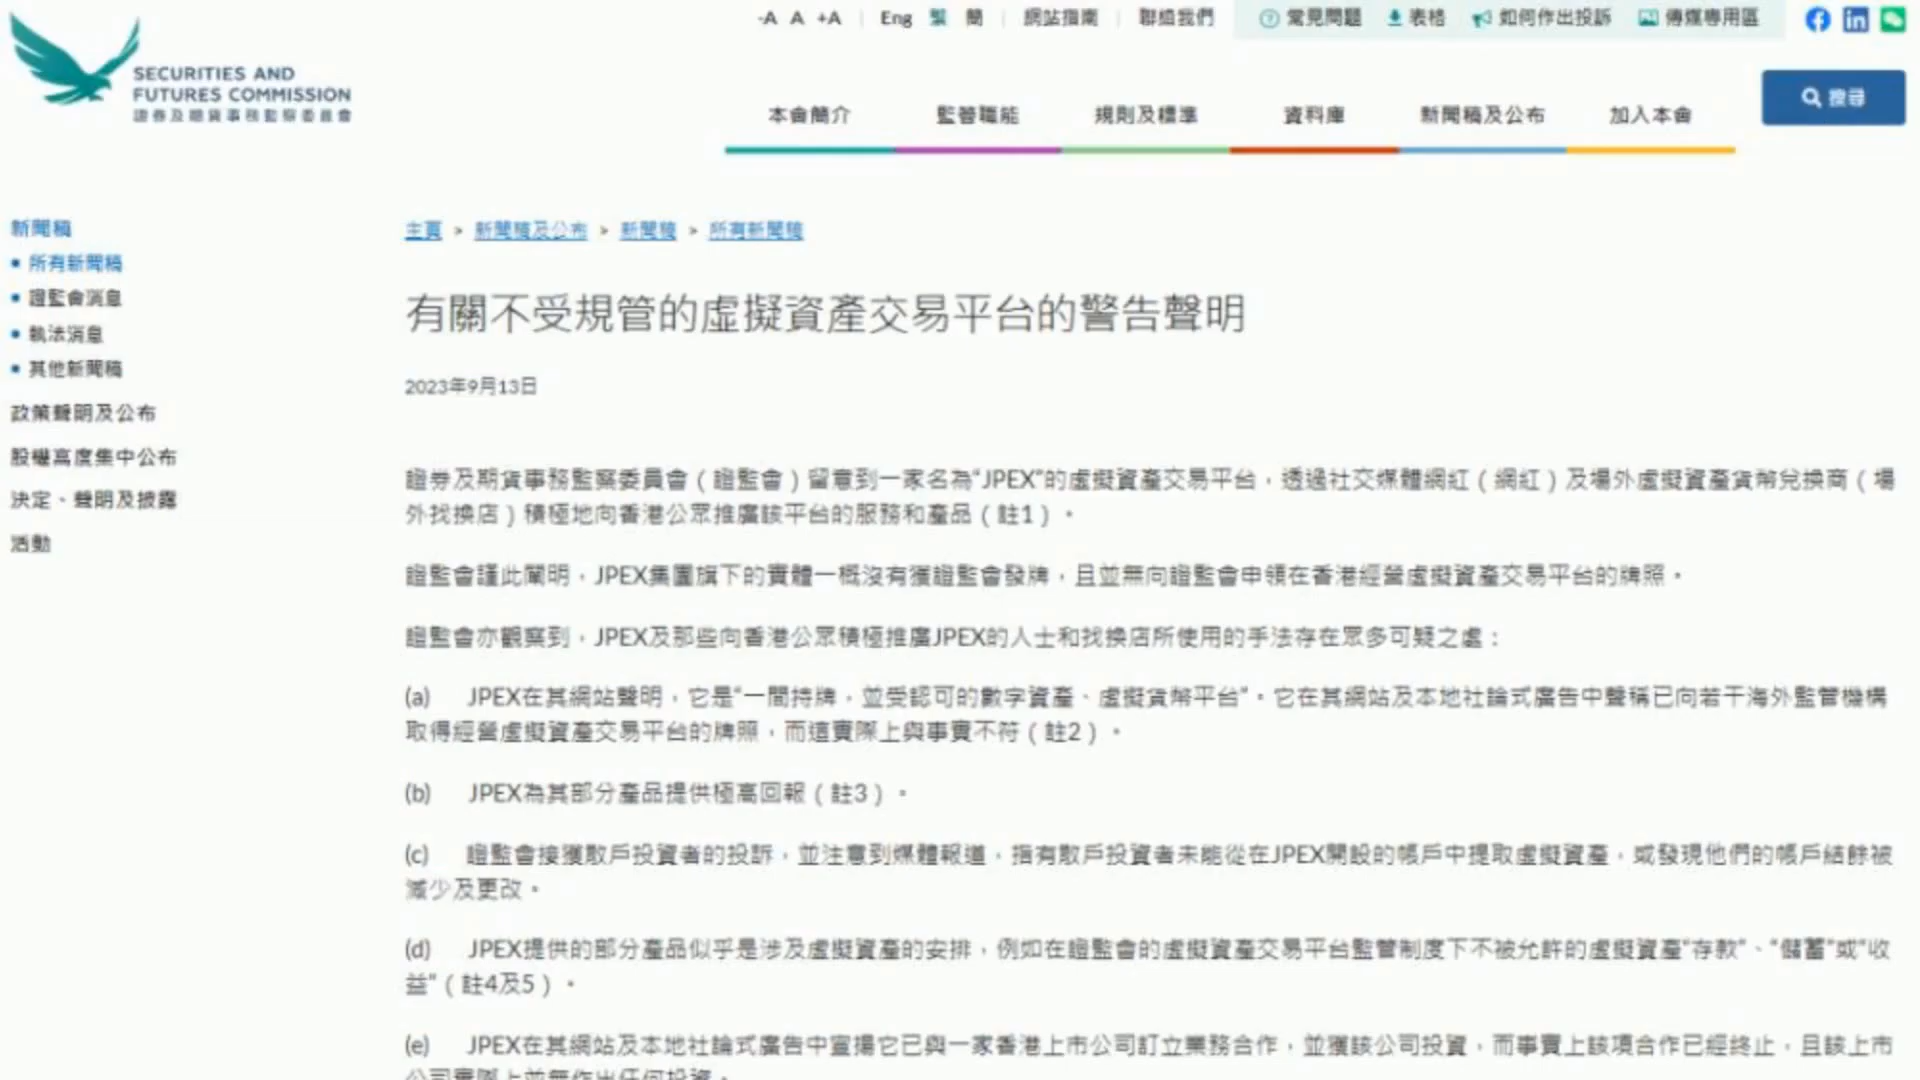 -A A +A Eng 繁 簡 網站指南 聯絡我們 常見問題 表格 如何作出投訴 傳媒專用區
SECURITIES AND
FUTURES COMMISSION
證券及期貨事務監察委員會
本會簡介 監管職能 規則及標準 資料庫 新聞稿及公布 加入本會 搜尋
新聞稿
• 所有新聞稿
• 證監會消息
• 執法消息
• 其他新聞稿
政策聲明及公布
股權高度集中公布
決定、聲明及披露
活動
主頁 > 新聞稿及公布 > 新聞稿 > 所有新聞稿
有關不受規管的虛擬資產交易平台的警告聲明
2023年9月13日
證券及期貨事務監察委員會（證監會）留意到一家名為“JPEX”的虛擬資產交易平台，透過社交媒體網紅（網紅）及場外虛擬資產貨幣兌換商（場
外找換店）積極地向香港公眾推廣該平台的服務和產品（註1）。
證監會謹此闡明，JPEX集團旗下的實體一概沒有獲證監會發牌，且並無向證監會申領在香港經營虛擬資產交易平台的牌照。
證監會亦觀察到，JPEX及那些向香港公眾積極推廣JPEX的人士和找換店所使用的手法存在眾多可疑之處：
(a) JPEX在其網站聲明，它是“一間持牌，並受認可的數字資產、虛擬貨幣平台”。它在其網站及本地社論式廣告中聲稱已向若干海外監管機構
取得經營虛擬資產交易平台的牌照，而這實際上與事實不符（註2）。
(b) JPEX為其部分產品提供極高回報（註3）。
(c) 證監會接獲散戶投資者的投訴，並注意到媒體報道，指有散戶投資者未能從在JPEX開設的帳戶中提取虛擬資產，或發現他們的帳戶結餘被
減少及更改。
(d) JPEX提供的部分產品似乎是涉及虛擬資產的安排，例如在證監會的虛擬資產交易平台監管制度下不被允許的虛擬資產“存款”、“儲蓄”或“收
益”（註4及5）。
(e) JPEX在其網站及本地社論式廣告中宣揚它已與一家香港上市公司訂立業務合作，並獲該公司投資，而事實上該項合作已經終止，且該上市
公司實際上並無作出任何投資。